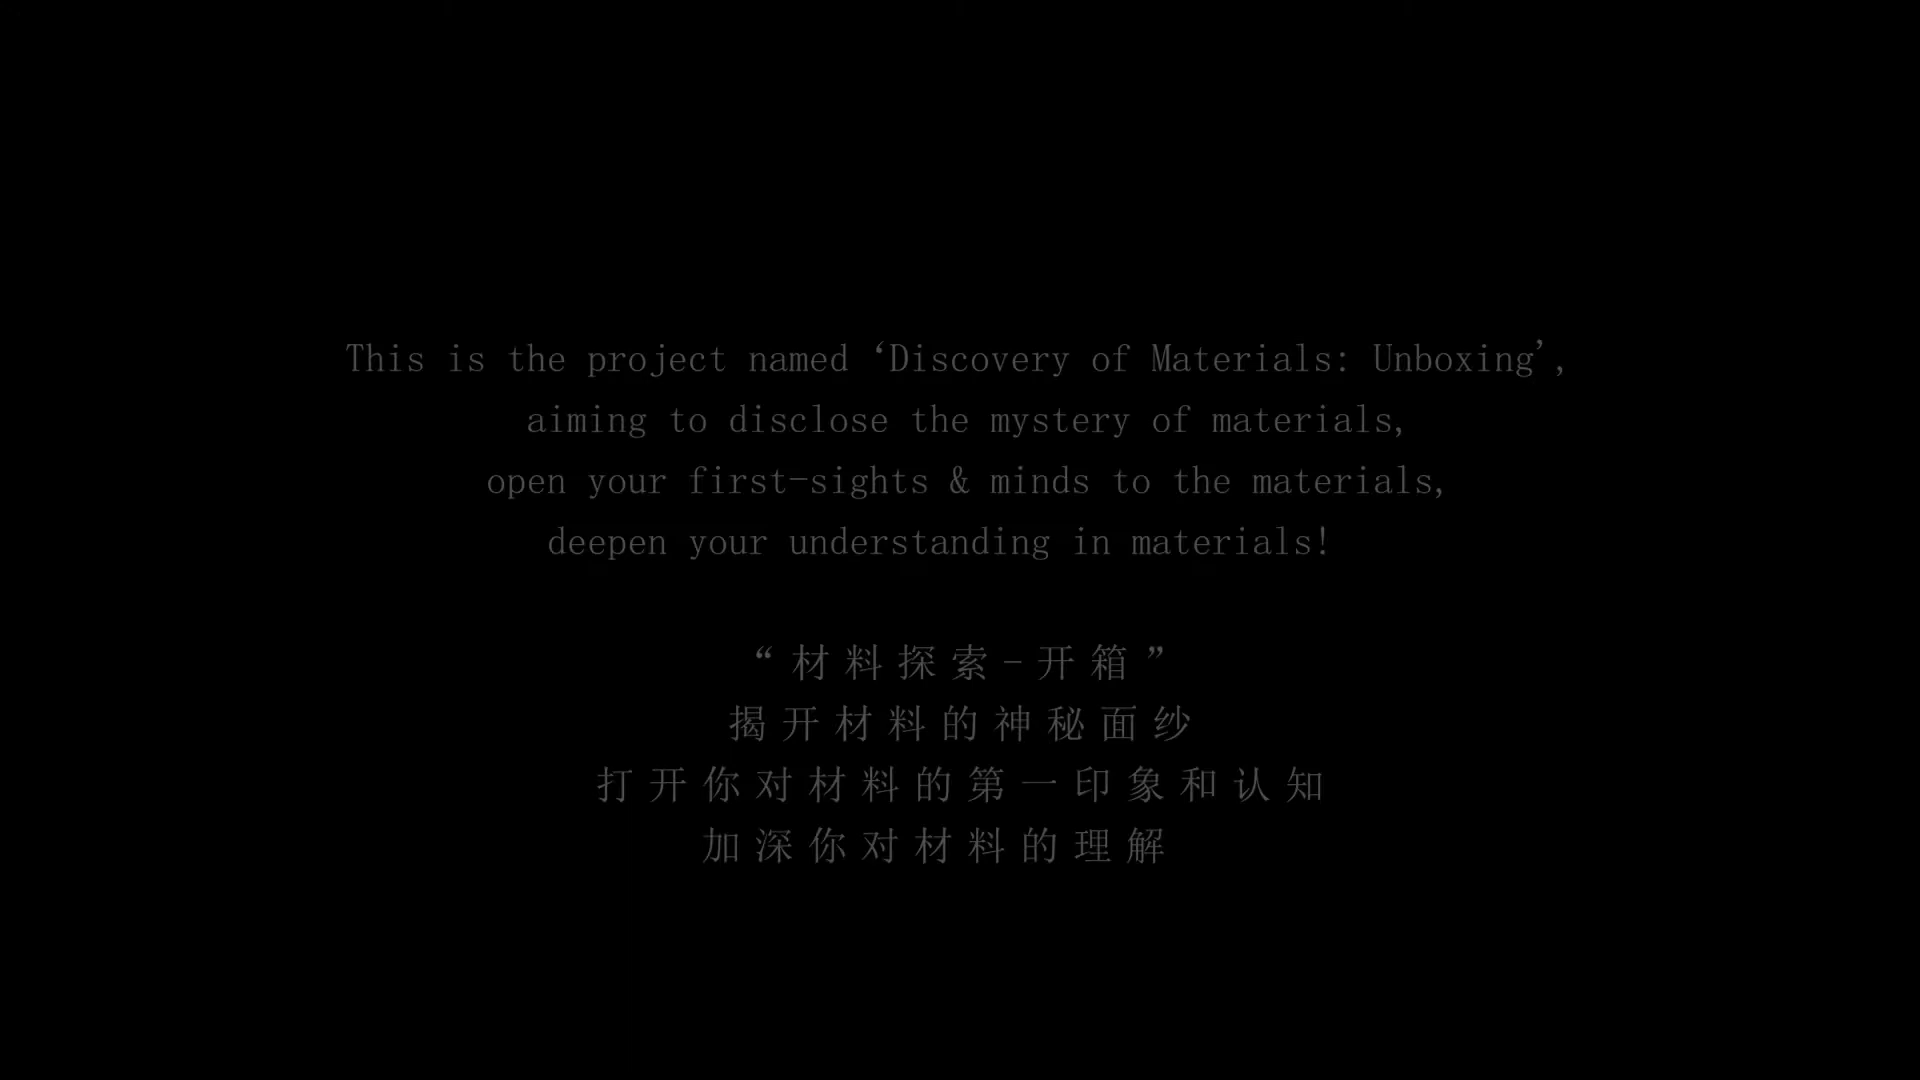 This is the project named ‘Discovery of Materials: Unboxing’,
aiming to disclose the mystery of materials,
open your first-sights & minds to the materials,
deepen your understanding in materials!
“材料探索-开箱”
揭开材料的神秘面纱
打开你对材料的第一印象和认知
加深你对材料的理解